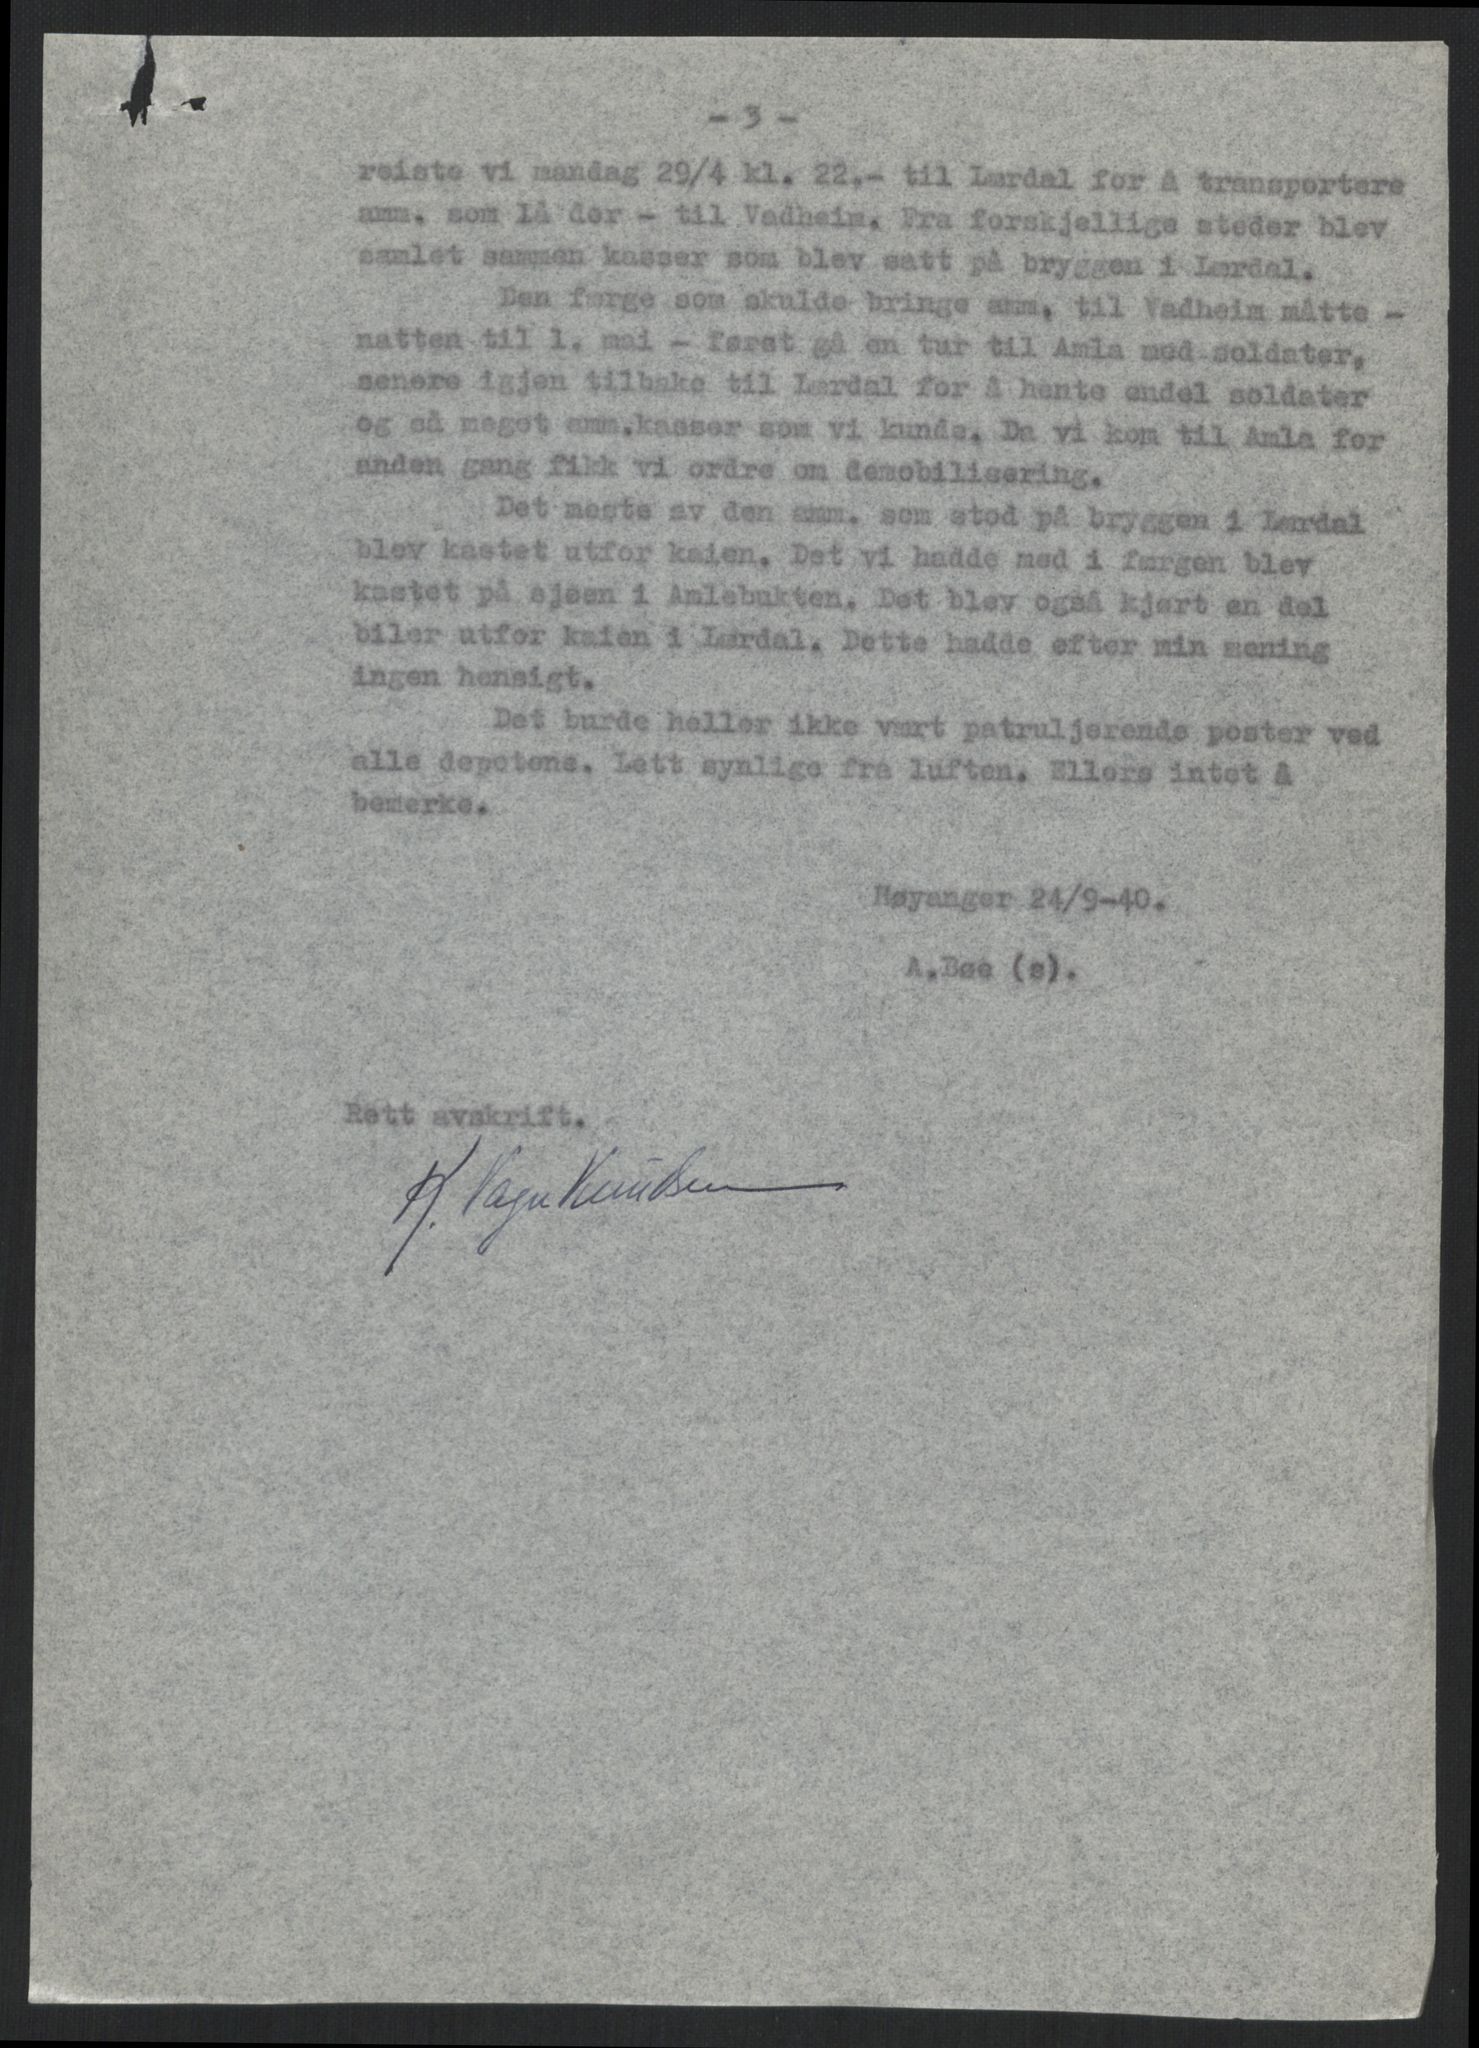 - 3 -
reiste vi mandag 29/4 kl. 22.- til Lærdal for å transportere
amm. som lå der - til Vadheim. Fra forskjellige steder blev
samlet sammen kasser som blev satt på bryggen i Lærdal.
Den færge som skulde bringe amm. til Vadheim måtte -
natten til 1. mai - først gå en tur til Amla med soldater,
senere igjen tilbake til Lærdal for å hente endel soldater
og så meget amm.kasser som vi kunde. Da vi kom til Amla for
anden gang fikk vi ordre om demobilisering.
Det meste av den amm. som stod på bryggen i Lærdal
blev kastet utfor kaien. Det vi hadde med i færgen blev
kastet på sjøen i Amlebukten. Det blev også kjørt en del
biler utfor kaien i Lærdal. Dette hadde efter min mening
ingen hensigt.
Det burde heller ikke vært patruljerende poster ved
alle depotene. Lett synlige fra luften. Ellers intet å
bemerke.
Høyanger 24/9-40.
A.Bøe (s).
Rett avskrift.
K. Vagn Knudsen